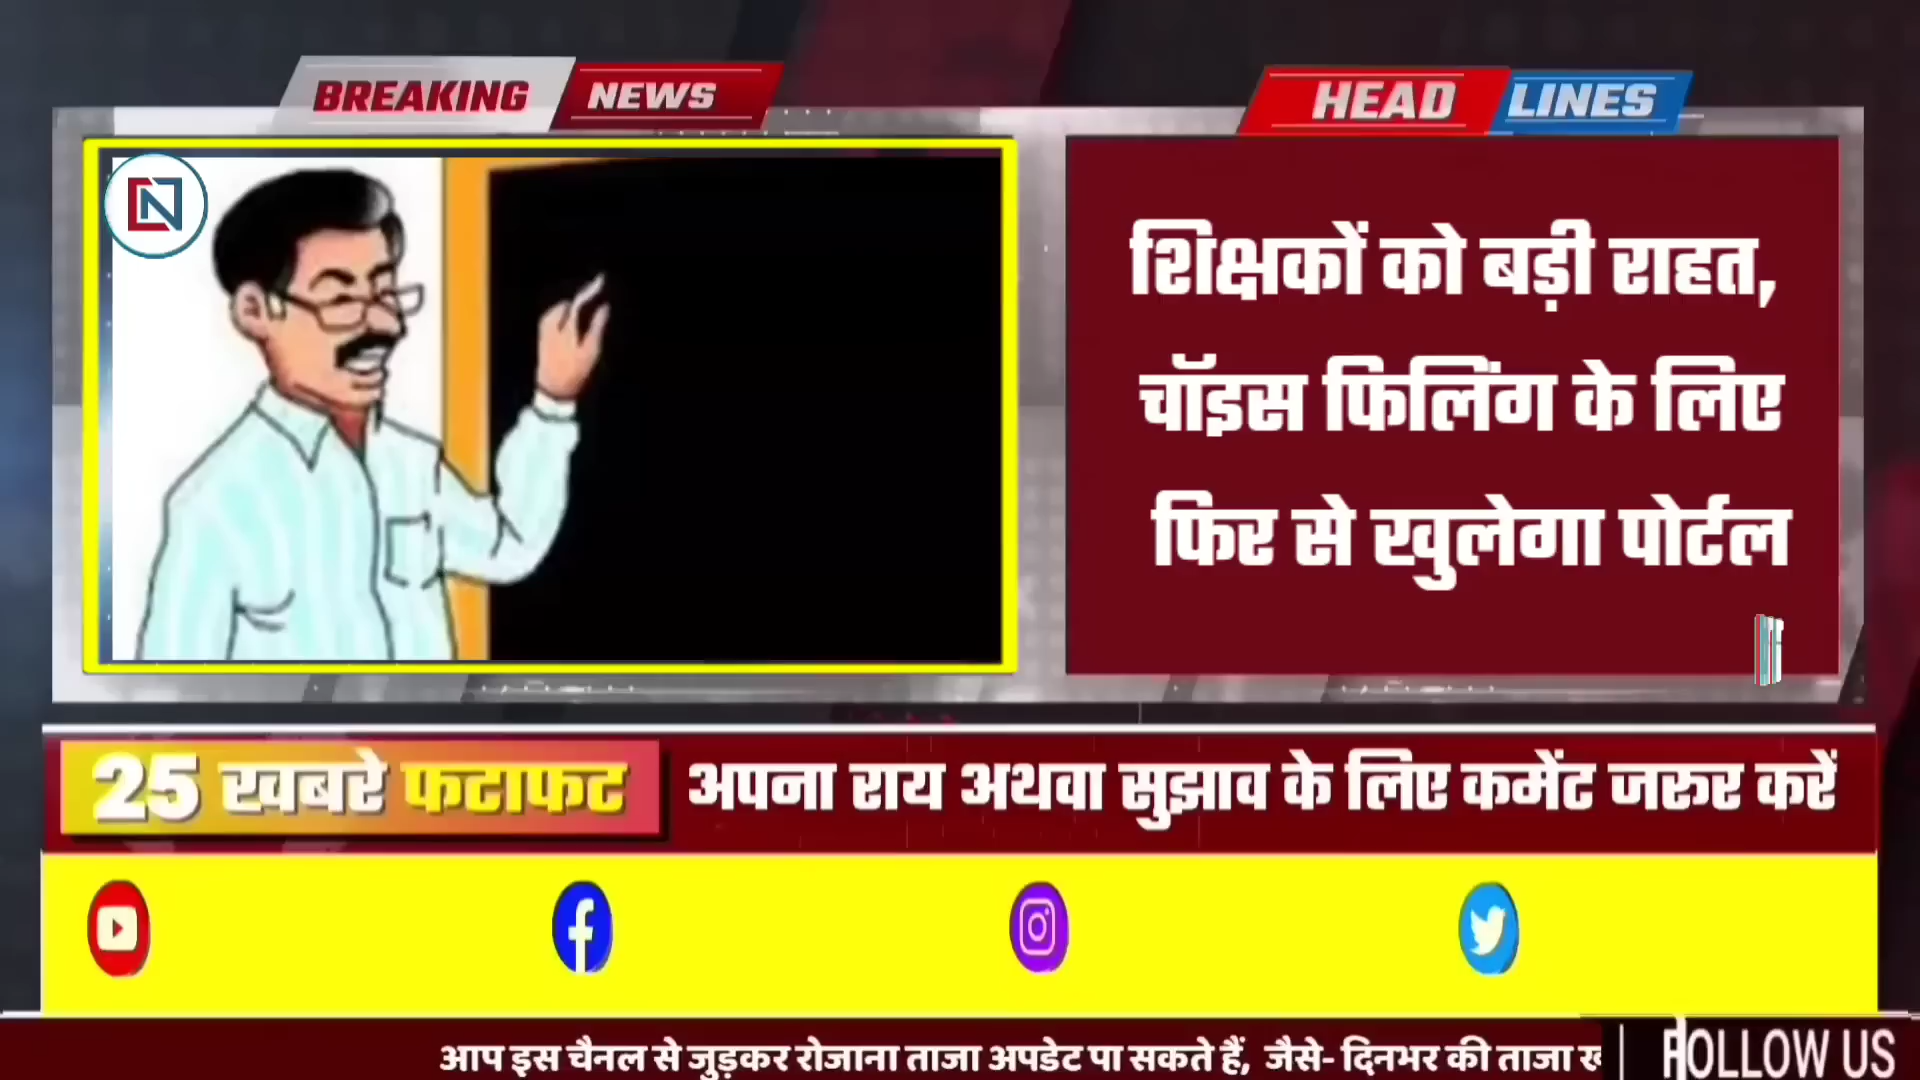 BREAKING NEWS
HEAD LINES
शिक्षकों को बड़ी राहत,
चॉइस फिलिंग के लिए
फिर से खुलेगा पोर्टल
25 खबरे फटाफट
अपना राय अथवा सुझाव के लिए कमेंट जरुर करें
आप इस चैनल से जुड़कर रोजाना ताजा अपडेट पा सकते हैं, जैसे- दिनभर की ताजा
FOLLOW US